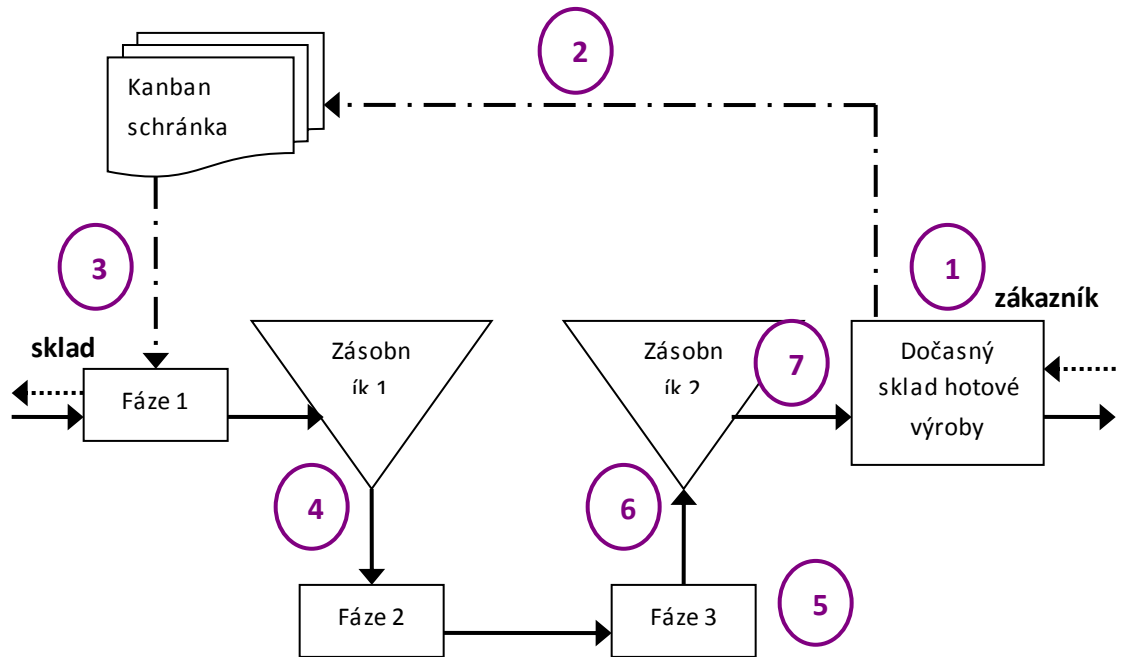 2
Kanban
schránka
3
1
zákazník
sklad
Zásobn
ík 1
Zásobn
ík 2
7
Dočasný
sklad hotové
výroby
Fáze 1
4
6
Fáze 2
Fáze 3
5